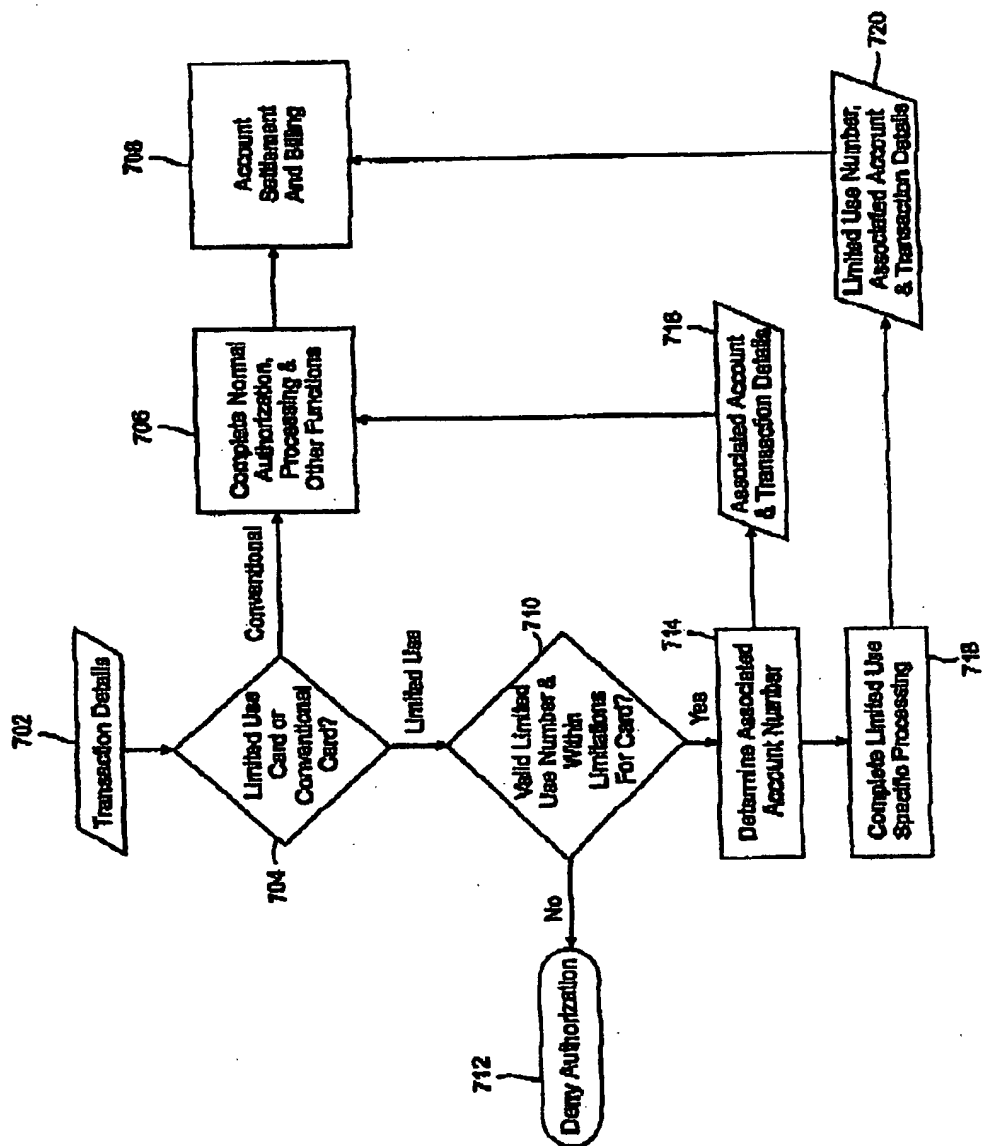 702
Transaction Details
704
Limited Use
Card or
Conventional
Card?
Conventional
706
Complete Normal
Authorization,
Processing &
Other Functions
708
Account
Settlement
And Billing
Limited Use
710
Valid Limited
Use Number &
Within
Limitations
For Card?
No
712
Deny Authorization
Yes
714
Determine Associated
Account Number
718
Associated Account
& Transaction Details
Complete Limited Use
Specific Processing
718
720
Limited Use Number,
Associated Account
& Transaction Details